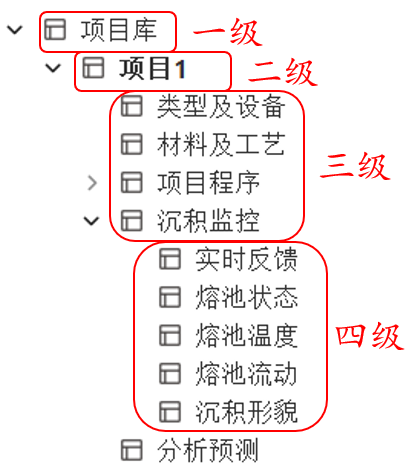 项目库 一级
项目1 二级
类型及设备
材料及工艺
三级
项目程序
沉积监控
实时反馈
熔池状态
熔池温度 四级
熔池流动
沉积形貌
分析预测